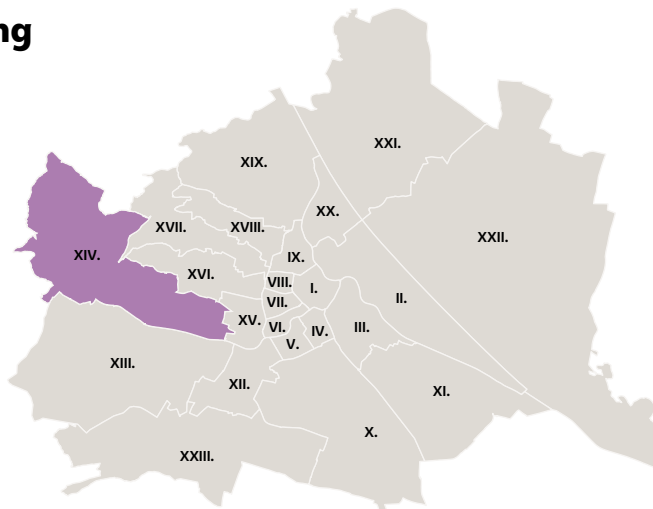 ng
XXI.
XIX.
XX.
XVII.
XVIII.
XXII.
XIV.
IX.
XVI.
VIII.
I.
II.
VII.
XV.
VI.
IV.
III.
V.
XIII.
XII.
XI.
X.
XXIII.